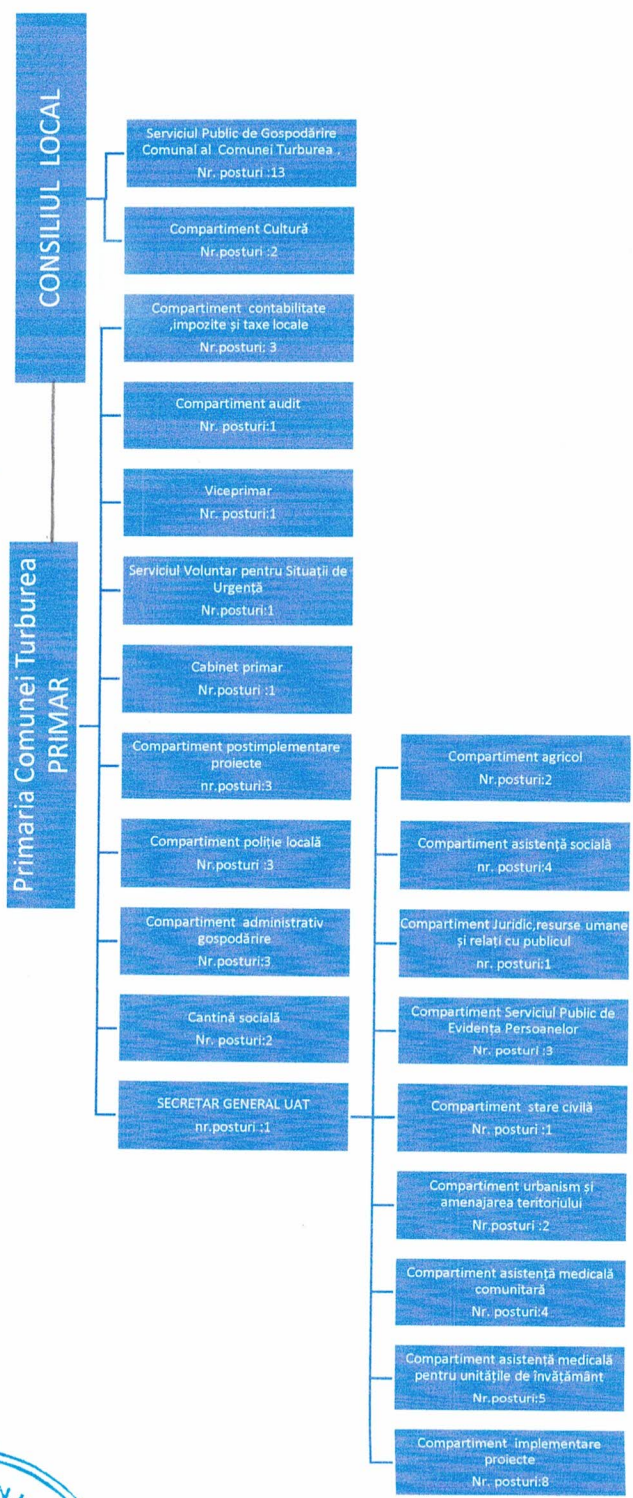 CONSILIUL LOCAL
Serviciul Public de Gospodărire
Comunal al Comunei Turburea .
Nr. posturi :13
Compartiment Cultură
Nr.posturi :2
Primaria Comunei Turburea
PRIMAR
Compartiment contabilitate
,impozite și taxe locale
Nr.posturi: 3
Compartiment audit
Nr. posturi:1
Viceprimar
Nr. posturi:1
Serviciul Voluntar pentru Situații de
Urgență
Nr.posturi:1
Cabinet primar
Nr.posturi :1
Compartiment postimplementare
proiecte
nr.posturi:3
Compartiment poliție locală
Nr.posturi :3
Compartiment administrativ
gospodărire
Nr.posturi:3
Cantină socială
Nr. posturi:2
SECRETAR GENERAL UAT
nr.posturi :1
Compartiment agricol
Nr.posturi:2
Compartiment asistență socială
nr. posturi:4
Compartiment Juridic,resurse umane
și relați cu publicul
nr. posturi:1
Compartiment Serviciul Public de
Evidența Persoanelor
Nr. posturi :3
Compartiment stare civilă
Nr. posturi :1
Compartiment urbanism și
amenajarea teritoriului
Nr.posturi :2
Compartiment asistență medicală
comunitară
Nr. posturi:4
Compartiment asistență medicală
pentru unitățile de învățământ
Nr.posturi:5
Compartiment implementare
proiecte
Nr. posturi:8